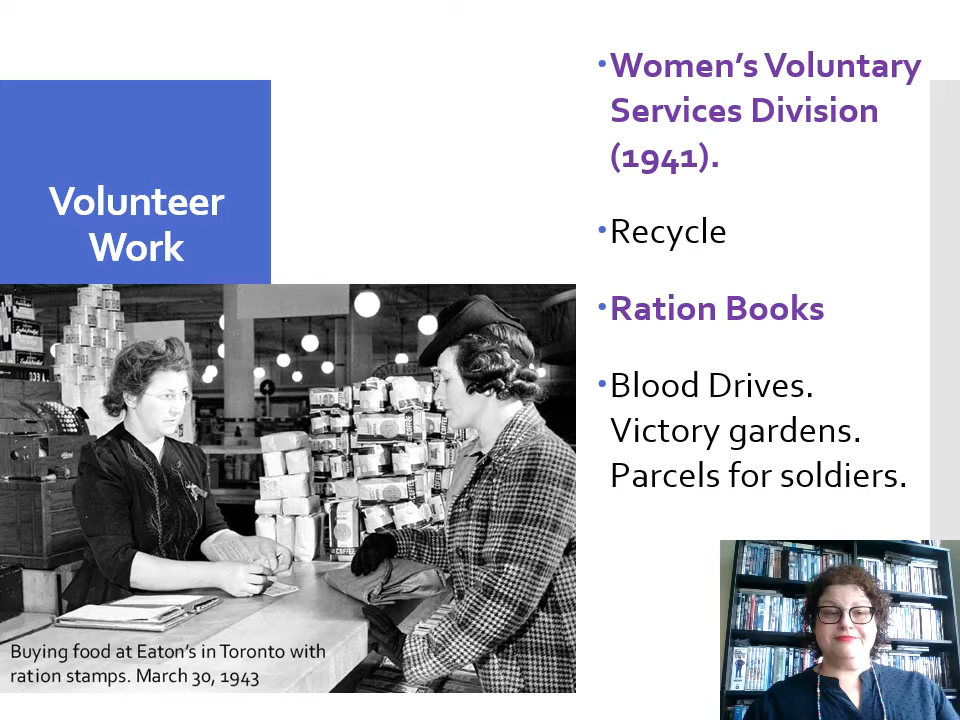 Volunteer
Work
•Women’s Voluntary
Services Division
(1941).
•Recycle
•Ration Books
•Blood Drives.
Victory gardens.
Parcels for soldiers.
COFFEE
Buying food at Eaton’s in Toronto with
ration stamps. March 30, 1943